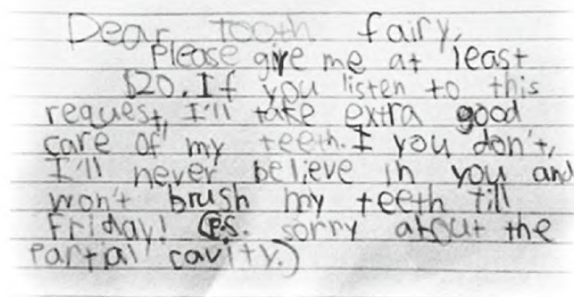 Dear tooth fairy,
Please give me at least
$20. If you listen to this
request, I'll take extra good
care of my teeth. I you don't,
I'll never believe in you and
won't brush my teeth till
Friday! (P.S. sorry about the
Partial cavity.)